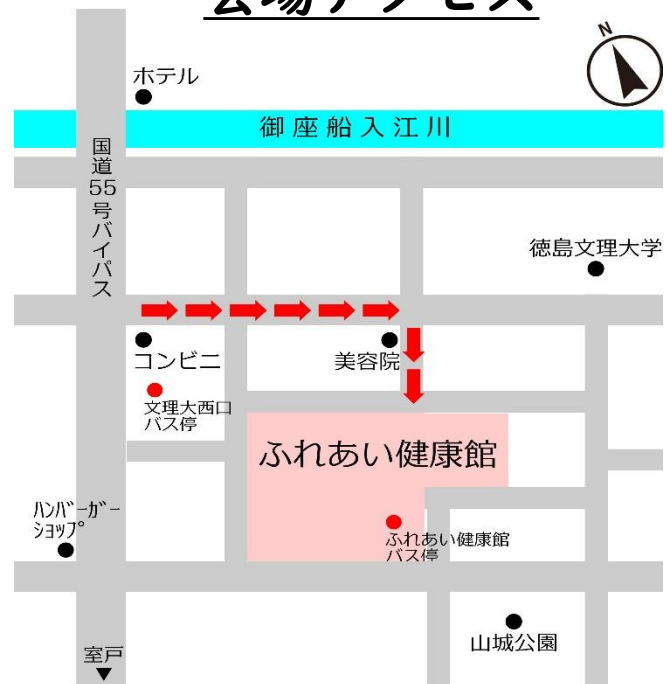 会場アクセス
N
ホテル
御座船入江川
国道55号バイパス
徳島文理大学
コンビニ
美容院
文理大西口
バス停
ふれあい健康館
ﾊﾝﾊﾞｰｶﾞｰ
ｼｮｯﾌﾟ
ふれあい健康館
バス停
山城公園
室戸